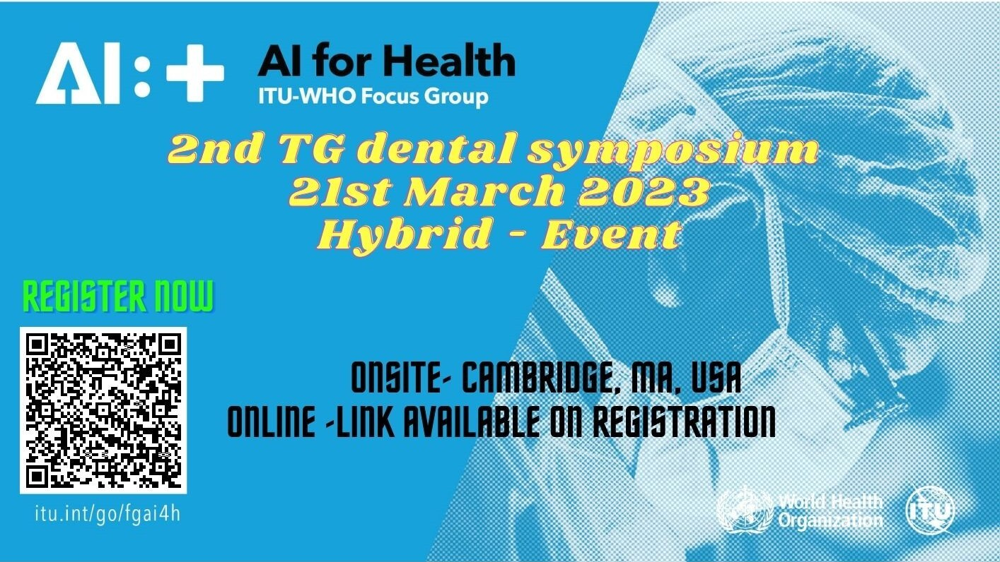 AI:+
AI for Health
ITU-WHO Focus Group
2nd TG dental symposium
21st March 2023
Hybrid - Event
REGISTER NOW
ONSITE- CAMBRIDGE, MA, USA
ONLINE -LINK AVAILABLE ON REGISTRATION
itu.int/go/fgai4h
World Health
Organization
ITU